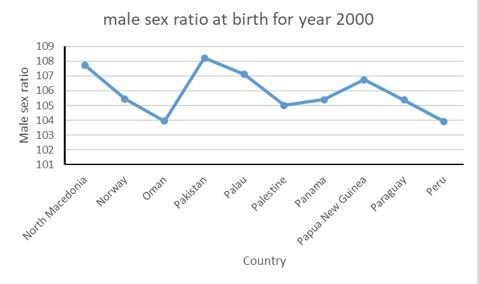 male sex ratio at birth for year 2000
109
108
107
106
105
104
103
102
101
Male sex ratio
North Macedonia
Norway
Oman
Pakistan
Palau
Palestine
Panama
Papua New Guinea
Paraguay
Peru
Country